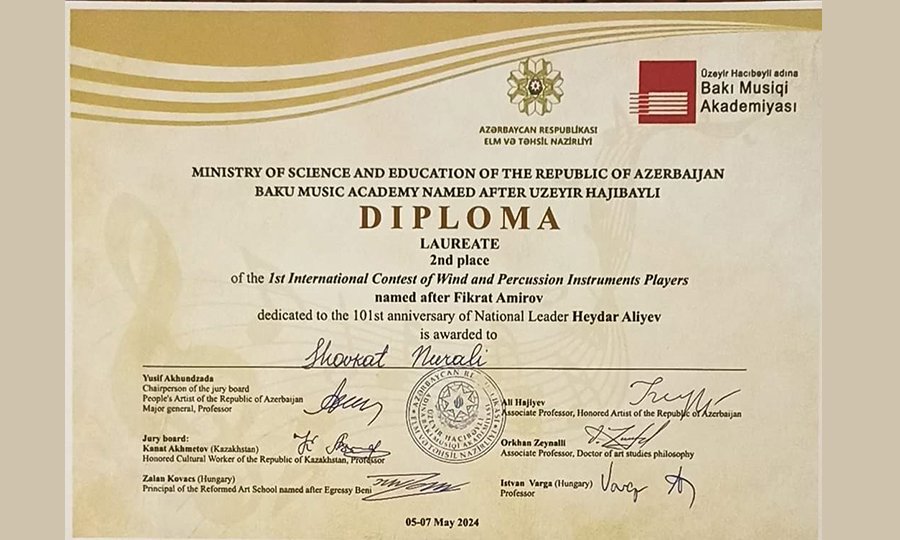 AZƏRBAYCAN RESPUBLİKASI
ELM VƏ TƏHSİL NAZİRLİYİ
Üzeyir Hacıbəyli adına
Bakı Musiqi
Akademiyası
MINISTRY OF SCIENCE AND EDUCATION OF THE REPUBLIC OF AZERBAIJAN
BAKU MUSIC ACADEMY NAMED AFTER UZEYIR HAJIBAYLI
DIPLOMA
LAUREATE
2nd place
of the 1st International Contest of Wind and Percussion Instruments Players
named after Fikrat Amirov
dedicated to the 101st anniversary of National Leader Heydar Aliyev
is awarded to
Shovkat Nurali
Yusif Akhundzada
Chairperson of the jury board
People's Artist of the Republic of Azerbaijan
Major general, Professor
Ali Hajiyev
Associate Professor, Honored Artist of the Republic of Azerbaijan
Jury board:
Kanat Akhmetov (Kazakhstan)
Honored Cultural Worker of the Republic of Kazakhstan, Professor
Orkhan Zeynalli
Associate Professor, Doctor of art studies philosophy
Zalan Kovacs (Hungary)
Principal of the Reformed Art School named after Egressy Beni
Istvan Varga (Hungary)
Professor
Varga
05-07 May 2024